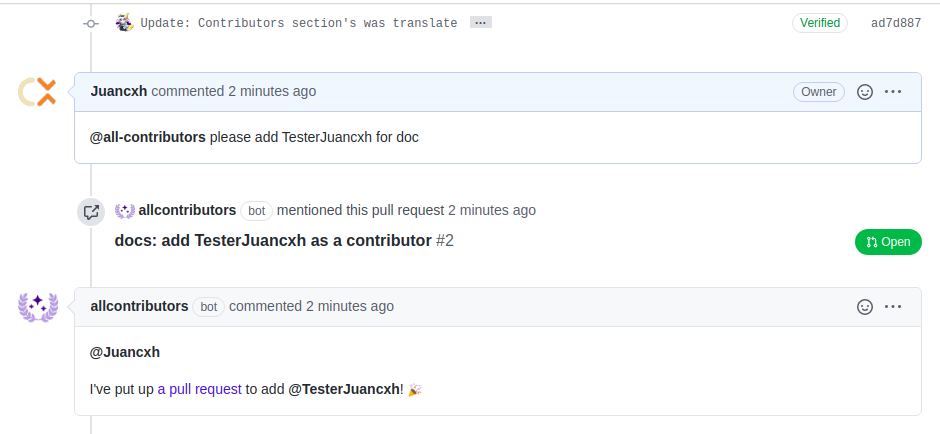 Update: Contributors section's was translate ... Verified ad7d887
Juancxh commented 2 minutes ago Owner ...
@all-contributors please add TesterJuancxh for doc
allcontributors bot mentioned this pull request 2 minutes ago
docs: add TesterJuancxh as a contributor #2 Open
allcontributors bot commented 2 minutes ago ...
@Juancxh
I've put up a pull request to add @TesterJuancxh! 🎉